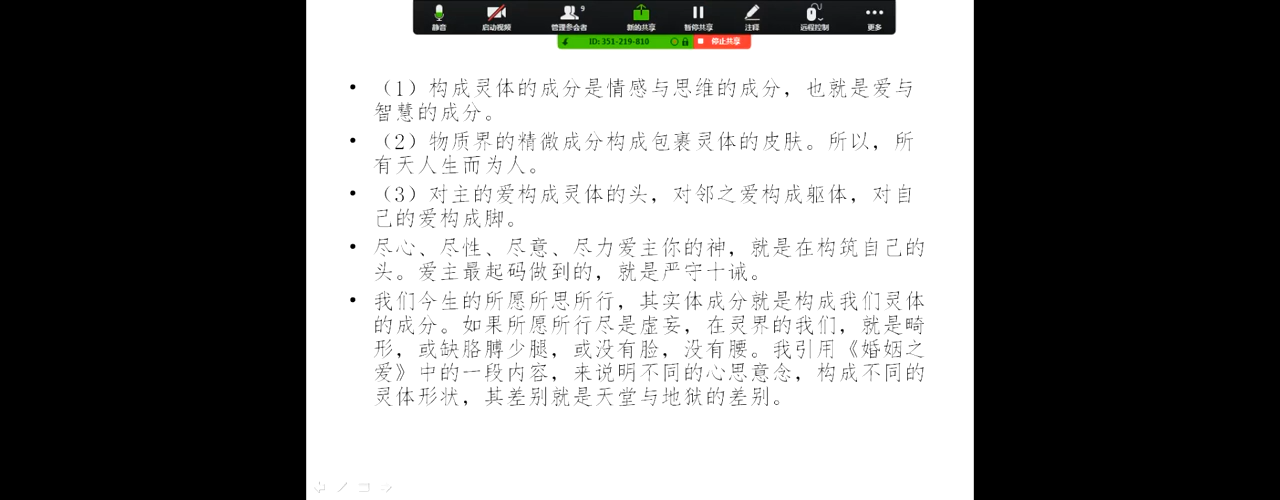 静音 启动视频 管理参会者 9 新的共享 暂停共享 注释 远程控制 更多
ID: 351-219-810 停止共享
• （1）构成灵体的成分是情感与思维的成分，也就是爱与
智慧的成分。
• （2）物质界的精微成分构成包裹灵体的皮肤。所以，所
有天人生而为人。
• （3）对主的爱构成灵体的头，对邻之爱构成躯体，对自
己的爱构成脚。
• 尽心、尽性、尽意、尽力爱主你的神，就是在构筑自己的
头。爱主最起码做到的，就是严守十诫。
• 我们今生的所愿所思所行，其实体成分就是构成我们灵体
的成分。如果所愿所行尽是虚妄，在灵界的我们，就是畸
形，或缺胳膊少腿，或没有脸，没有腰。我引用《婚姻之
爱》中的一段内容，来说明不同的心思意念，构成不同的
灵体形状，其差别就是天堂与地狱的差别。